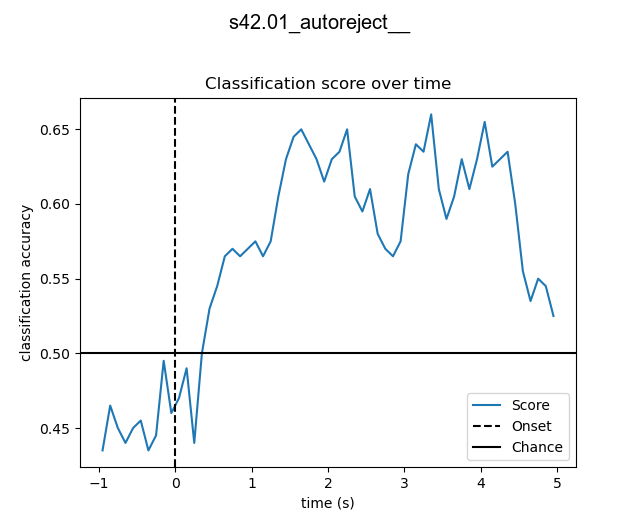 s42.01_autoreject__
Classification score over time
classification accuracy
0.65
0.60
0.55
0.50
0.45
−1
0
1
2
3
4
5
time (s)
Score
Onset
Chance